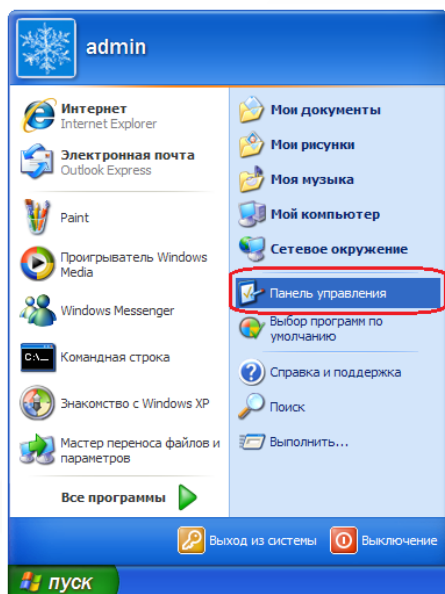 admin
Интернет
Internet Explorer
Электронная почта
Outlook Express
Paint
Проигрыватель Windows
Media
Windows Messenger
C:\_
Командная строка
Знакомство с Windows XP
Мастер переноса файлов и
параметров
Все программы
Мои документы
Мои рисунки
Моя музыка
Мой компьютер
Сетевое окружение
Панель управления
Выбор программ по
умолчанию
Справка и поддержка
Поиск
Выполнить...
Выход из системы
Выключение
пуск